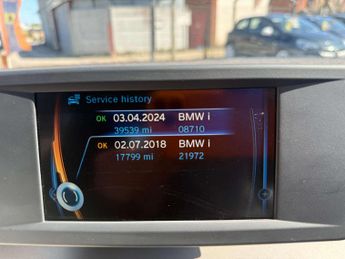 Service history
OK 03.04.2024 BMW i
39539 mi 08710
OK 02.07.2018 BMW i
17799 mi 21972